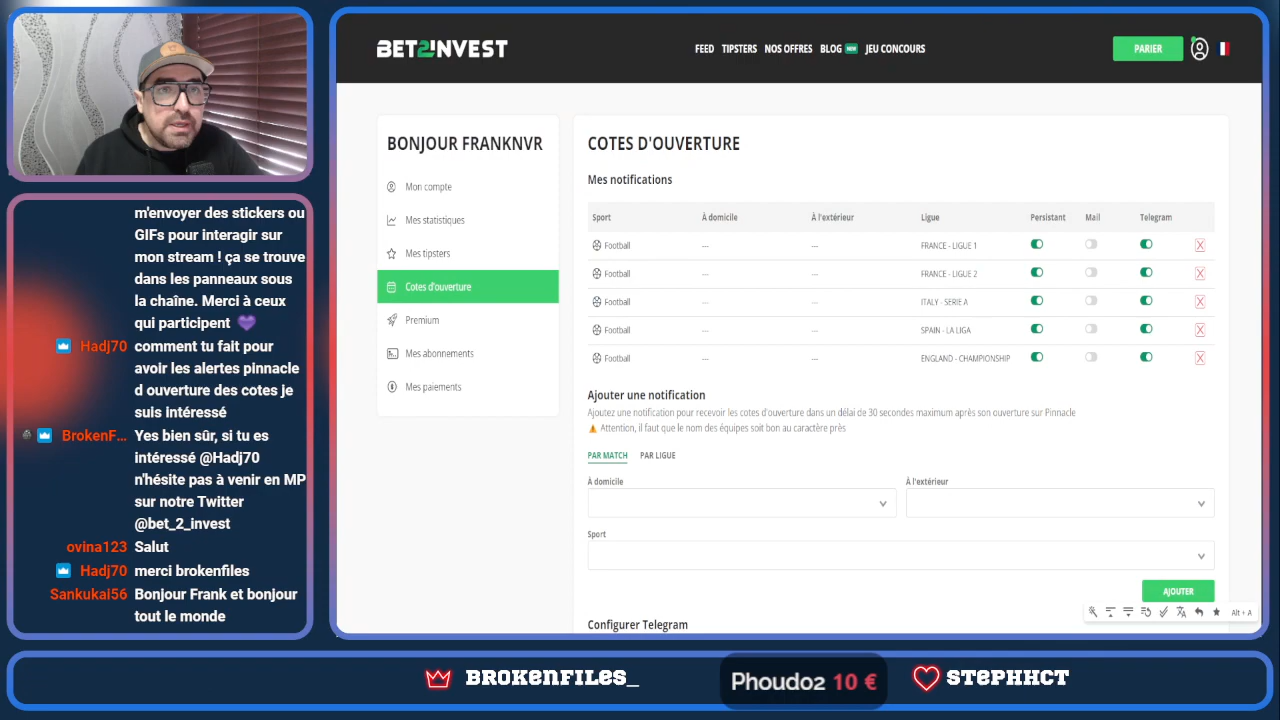 BET2INVEST
FEED TIPSTERS NOS OFFRES BLOG NEW JEU CONCOURS
PARIER
BONJOUR FRANKNVR
Mon compte
Mes statistiques
Mes tipsters
Cotes d'ouverture
Premium
Mes abonnements
Mes paiements
COTES D'OUVERTURE
Mes notifications
Sport À domicile À l'extérieur Ligue Persistant Mail Telegram
Football --- --- FRANCE - LIGUE 1 X
Football --- --- FRANCE - LIGUE 2 X
Football --- --- ITALY - SERIE A X
Football --- --- SPAIN - LA LIGA X
Football --- --- ENGLAND - CHAMPIONSHIP X
Ajouter une notification
Ajoutez une notification pour recevoir les cotes d'ouverture dans un délai de 30 secondes maximum après son ouverture sur Pinnacle
Attention, il faut que le nom des équipes soit bon au caractère près
PAR MATCH PAR LIGUE
À domicile À l'extérieur
Sport
AJOUTER
Alt + A
Configurer Telegram
m'envoyer des stickers ou
GIFs pour interagir sur
mon stream ! ça se trouve
dans les panneaux sous
la chaîne. Merci à ceux
qui participent
Hadj70 comment tu fait pour
avoir les alertes pinnacle
d ouverture des cotes je
suis intéressé
BrokenF... Yes bien sûr, si tu es
intéressé @Hadj70
n'hésite pas à venir en MP
sur notre Twitter
@bet_2_invest
ovina123 Salut
Hadj70 merci brokenfiles
Sankukai56 Bonjour Frank et bonjour
tout le monde
BROKENFILES_ Phoudo2 10 € STEPHHCT